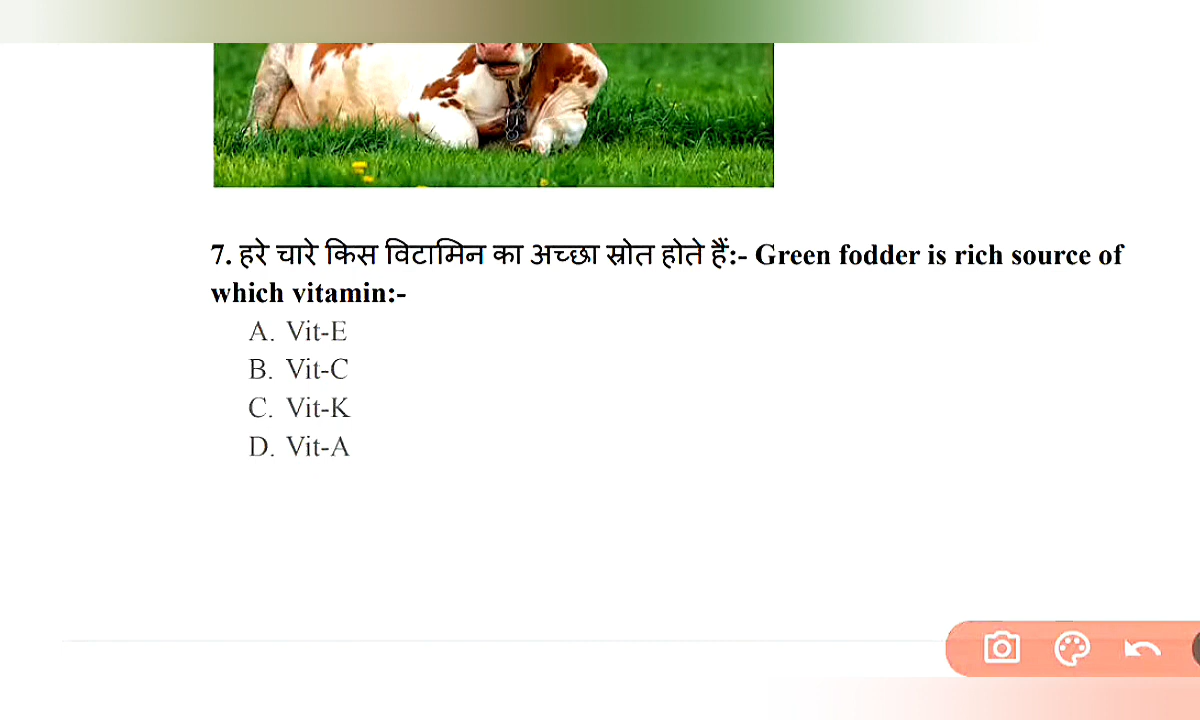 7. हरे चारे किस विटामिन का अच्छा स्रोत होते हैं:- Green fodder is rich source of
which vitamin:-
A. Vit-E
B. Vit-C
C. Vit-K
D. Vit-A